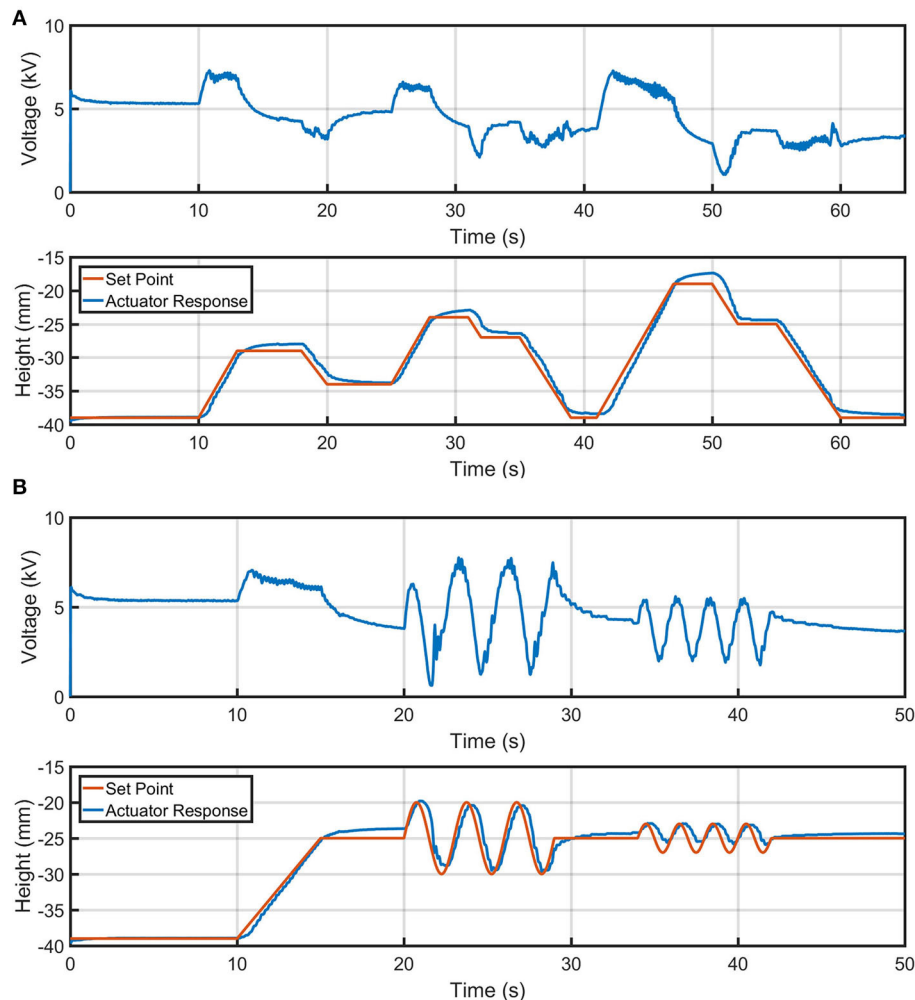 A
10
5
0
Voltage (kV)
0 10 20 30 40 50 60
Time (s)
-15
-20
-25
-30
-35
-40
Height (mm)
Set Point
Actuator Response
0 10 20 30 40 50 60
Time (s)
B
10
5
0
Voltage (kV)
0 10 20 30 40 50
Time (s)
-15
-20
-25
-30
-35
-40
Height (mm)
Set Point
Actuator Response
0 10 20 30 40 50
Time (s)